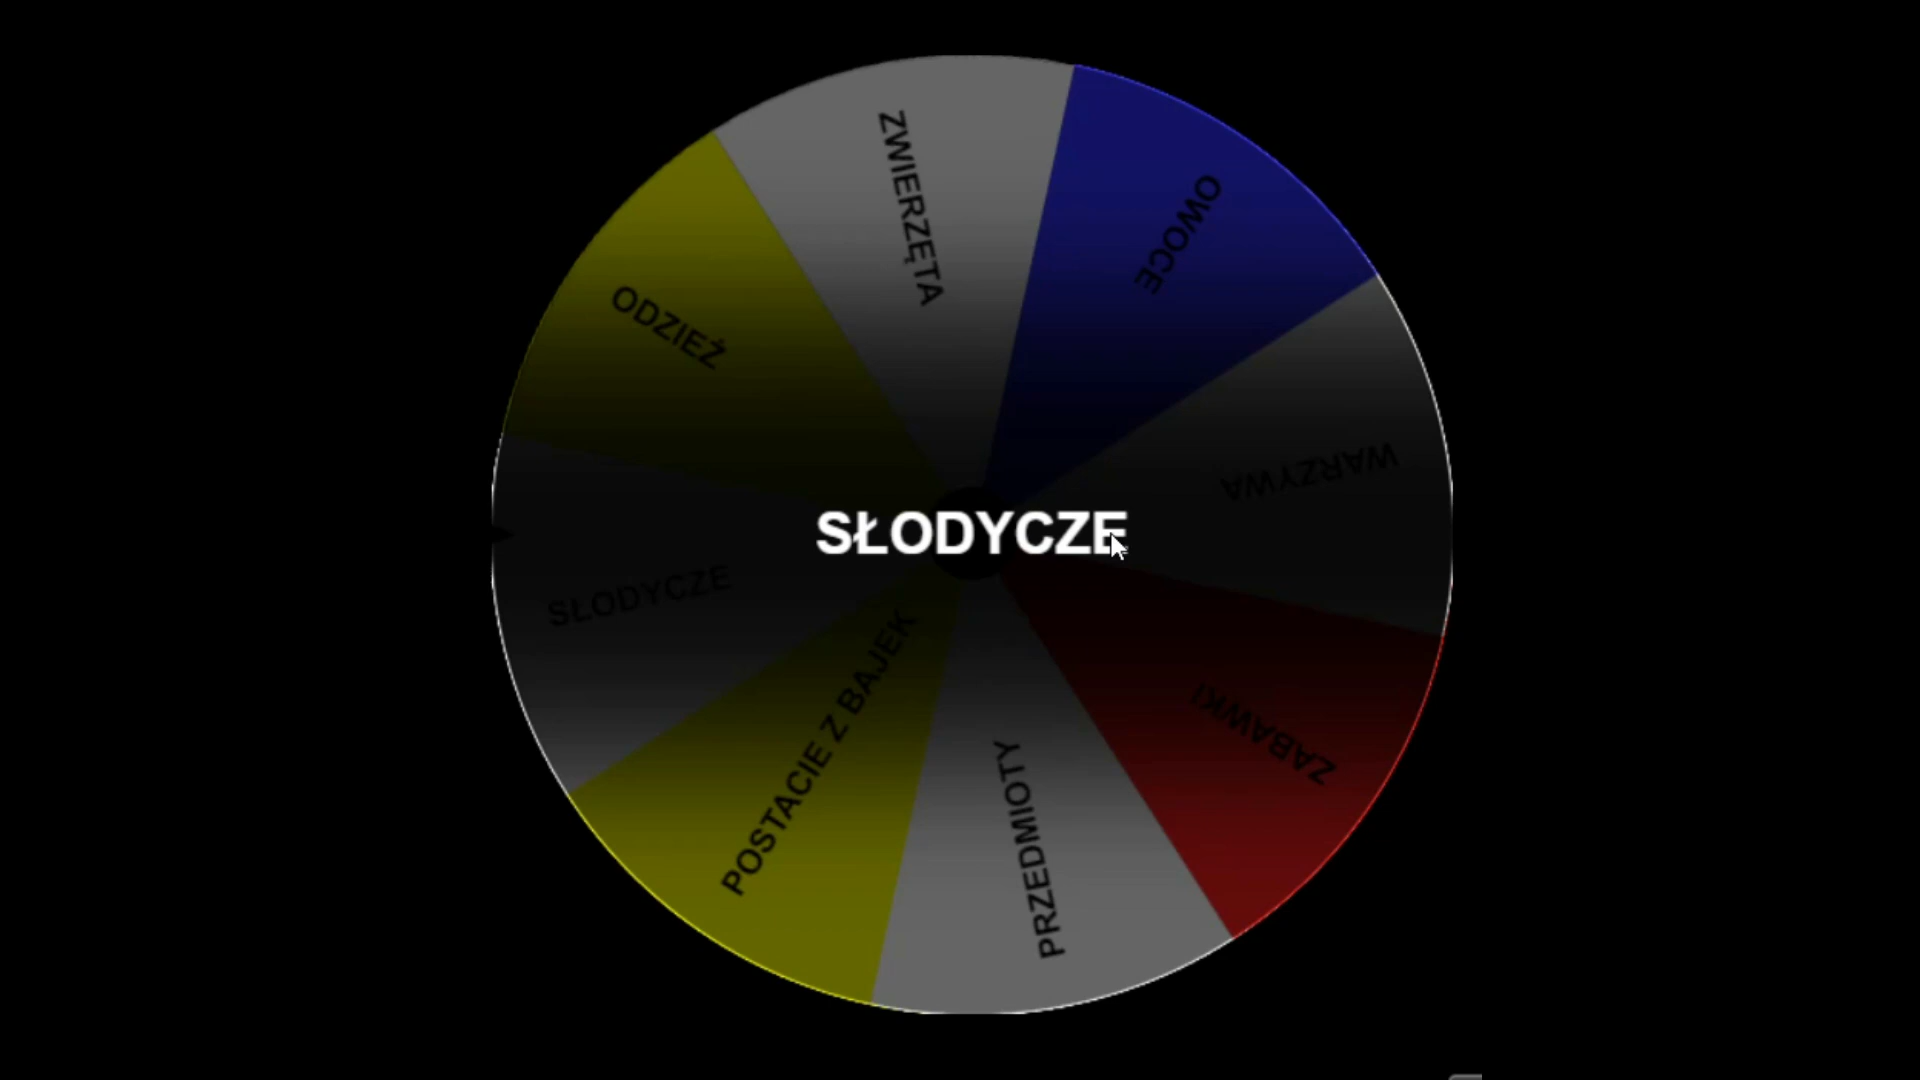 ZWIERZĘTA
OWOCE
ODZIEŻ
WARZYWA
SŁODYCZE
SŁODYCZE
POSTACIE Z BAJEK
ZABAWKI
PRZEDMIOTY